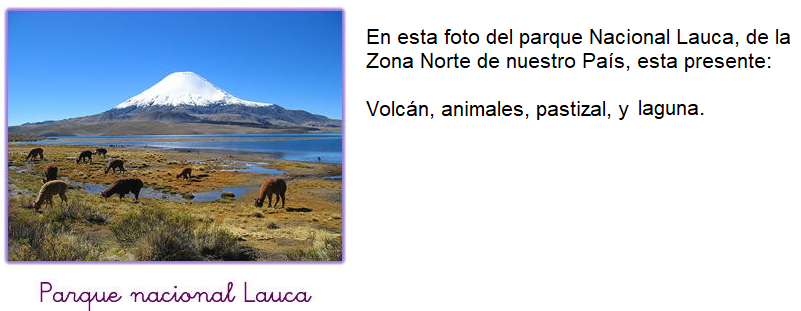 En esta foto del parque Nacional Lauca, de la
Zona Norte de nuestro País, esta presente:
Volcán, animales, pastizal, y laguna.
Parque nacional Lauca